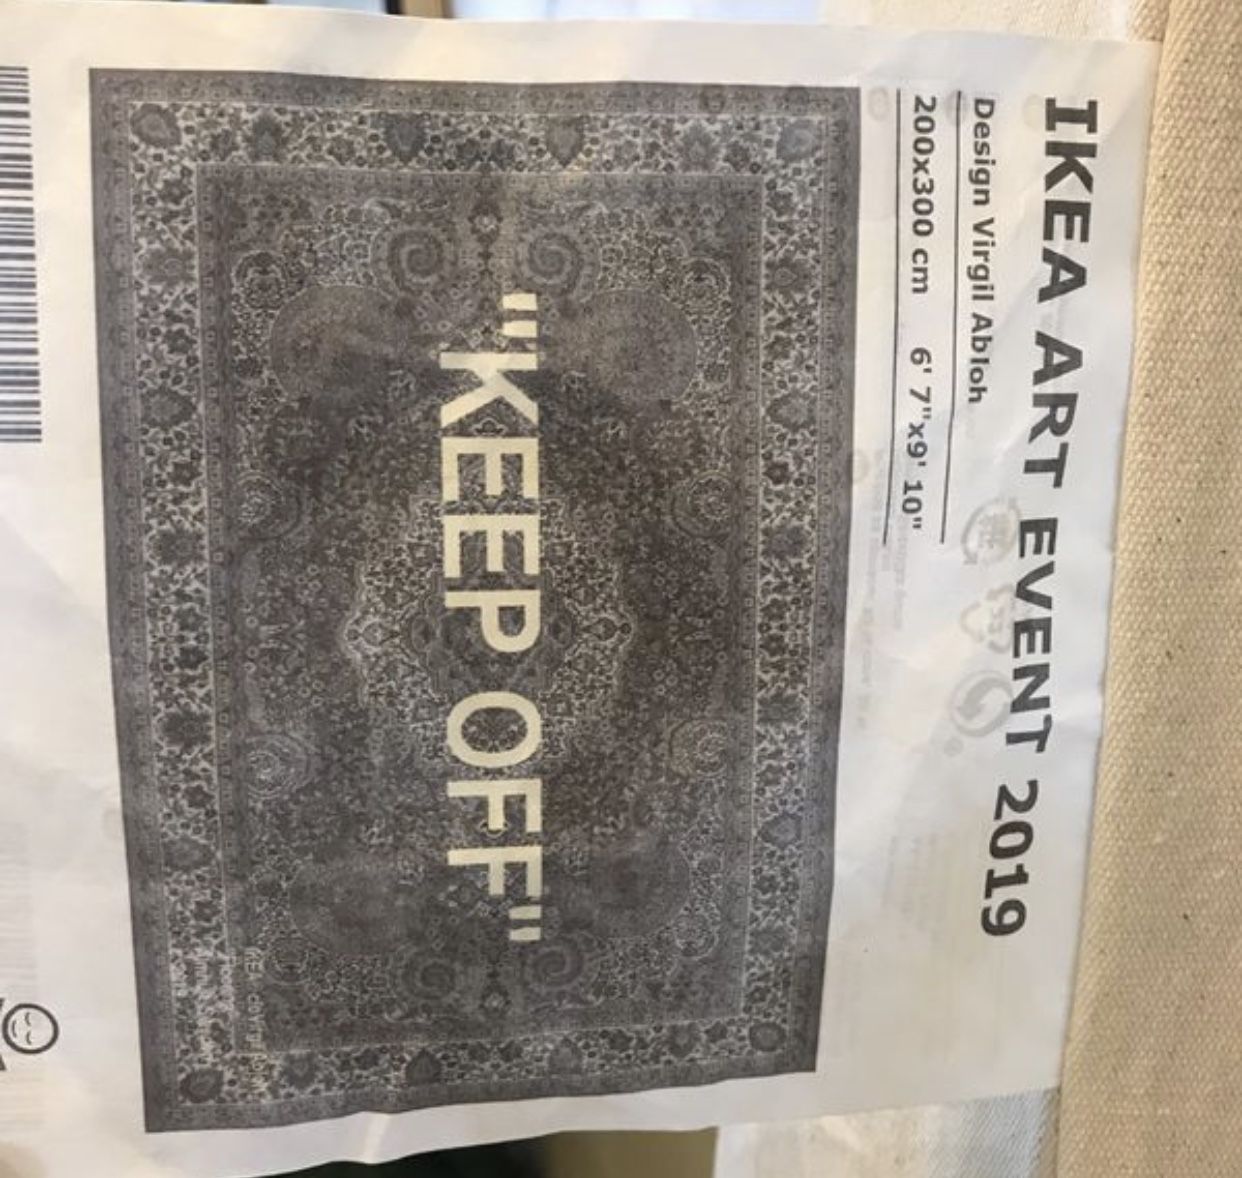 IKEA ART EVENT 2019
Design Virgil Abloh
200x300 cm 6' 7"x9' 10"
"KEEP OFF"